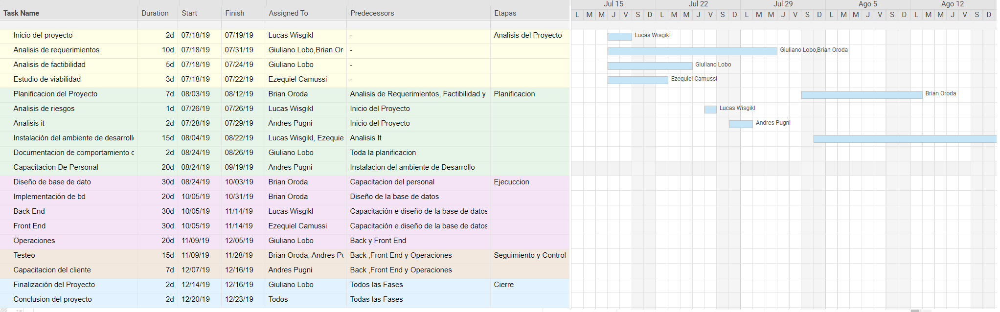 Jul 15 Jul 22 Jul 29 Ago 5 Ago 12
Task Name Duration Start Finish Assigned To Predecessors Etapas L M M J V S D L M M J V S D L M M J V S D L M M J V S D L M M J V S D
Inicio del proyecto 2d 07/18/19 07/19/19 Lucas Wisgikl - Analisis del Proyecto Lucas Wisgikl
Analisis de requerimientos 10d 07/18/19 07/31/19 Giuliano Lobo,Brian Or - Giuliano Lobo,Brian Oroda
Analisis de factibilidad 5d 07/18/19 07/24/19 Giuliano Lobo - Giuliano Lobo
Estudio de viabilidad 3d 07/18/19 07/22/19 Ezequiel Camussi - Ezequiel Camussi
Planificacion del Proyecto 7d 08/03/19 08/12/19 Brian Oroda Analisis de Requerimientos, Factibilidad y Planificacion Brian Oroda
Analisis de riesgos 1d 07/26/19 07/26/19 Lucas Wisgikl Inicio del Proyecto Lucas Wisgikl
Analisis it 2d 07/28/19 07/29/19 Andres Pugni Inicio del Proyecto Andres Pugni
Instalación del ambiente de desarroll 15d 08/04/19 08/22/19 Lucas Wisgikl, Ezequie Analisis It
Documentacion de comportamiento c 2d 08/24/19 08/26/19 Giuliano Lobo Toda la planificacion
Capacitacion De Personal 20d 08/24/19 09/19/19 Andres Pugni Instalacion del ambiente de Desarrollo
Diseño de base de dato 30d 08/24/19 10/03/19 Brian Oroda Capacitacion del personal Ejecuccion
Implementación de bd 20d 10/05/19 10/31/19 Brian Oroda Diseño de la base de datos
Back End 30d 10/05/19 11/14/19 Lucas Wisgikl Capacitación e diseño de la base de datos
Front End 30d 10/05/19 11/14/19 Ezequiel Camussi Capacitación e diseño de la base de datos
Operaciones 20d 11/09/19 12/05/19 Giuliano Lobo Back y Front End
Testeo 15d 11/09/19 11/28/19 Brian Oroda, Andres Pu Back ,Front End y Operaciones Seguimiento y Control
Capacitacion del cliente 7d 12/07/19 12/16/19 Andres Pugni Back ,Front End y Operaciones
Finalización del Proyecto 2d 12/14/19 12/16/19 Giuliano Lobo Todos las Fases Cierre
Conclusion del proyecto 2d 12/20/19 12/23/19 Todos Todas las Fases